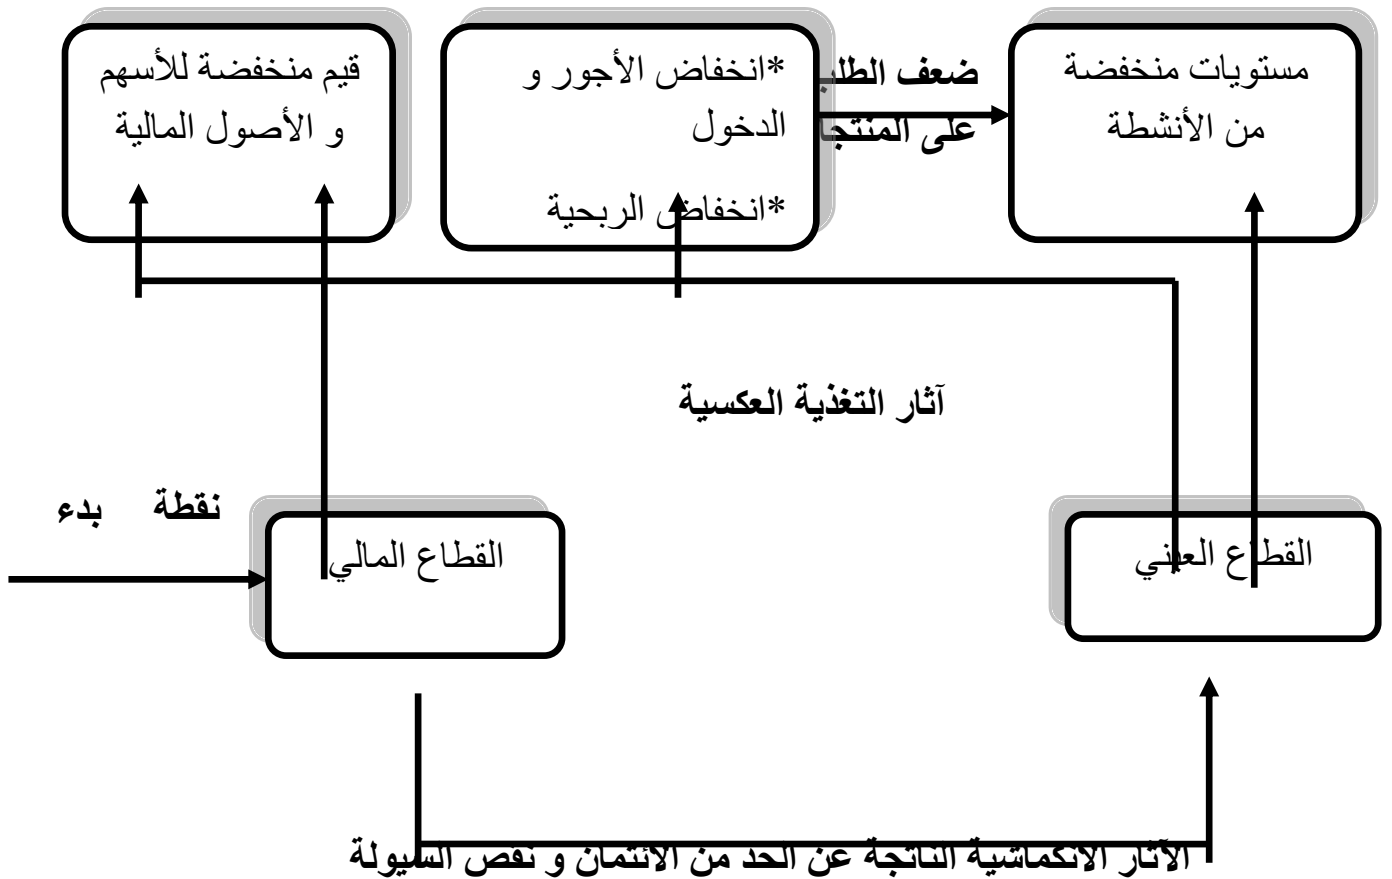 قيم منخفضة للأسهم
و الأصول المالية
*انخفاض الأجور و
الدخول
*انخفاض الربحية
ضعف الطلب
على المنتجا
مستويات منخفضة
من الأنشطة
آثار التغذية العكسية
نقطة بدء
القطاع المالي
القطاع العيني
الآثار الانكماشية الناتجة عن الحد من الائتمان و نقص السيولة